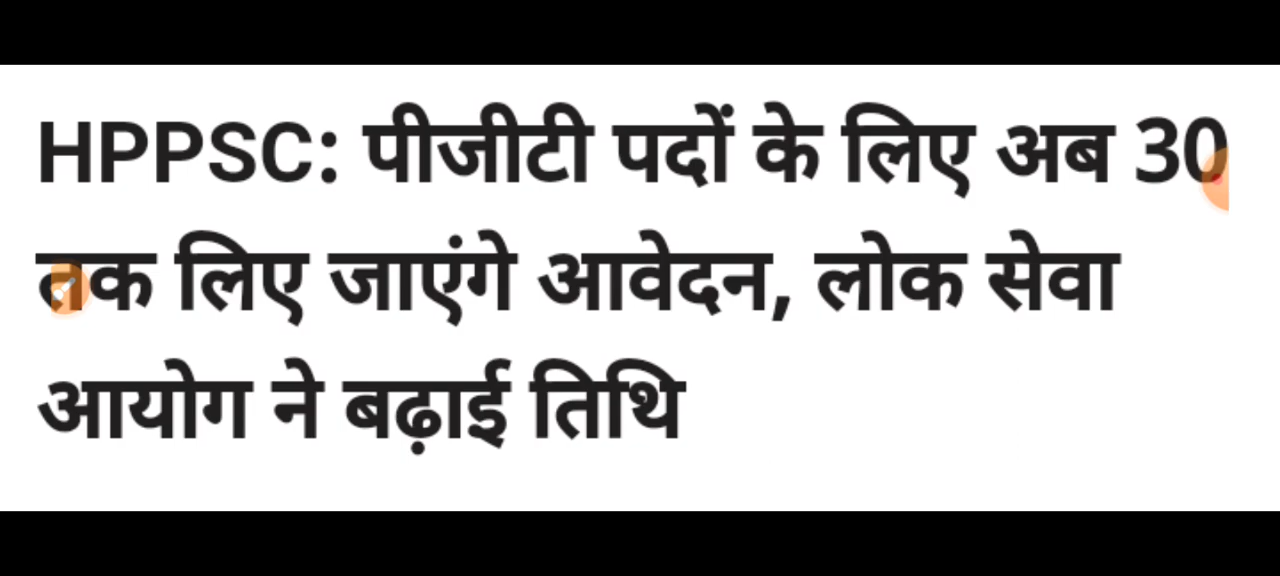 HPPSC: पीजीटी पदों के लिए अब 30
तक लिए जाएंगे आवेदन, लोक सेवा
आयोग ने बढ़ाई तिथि